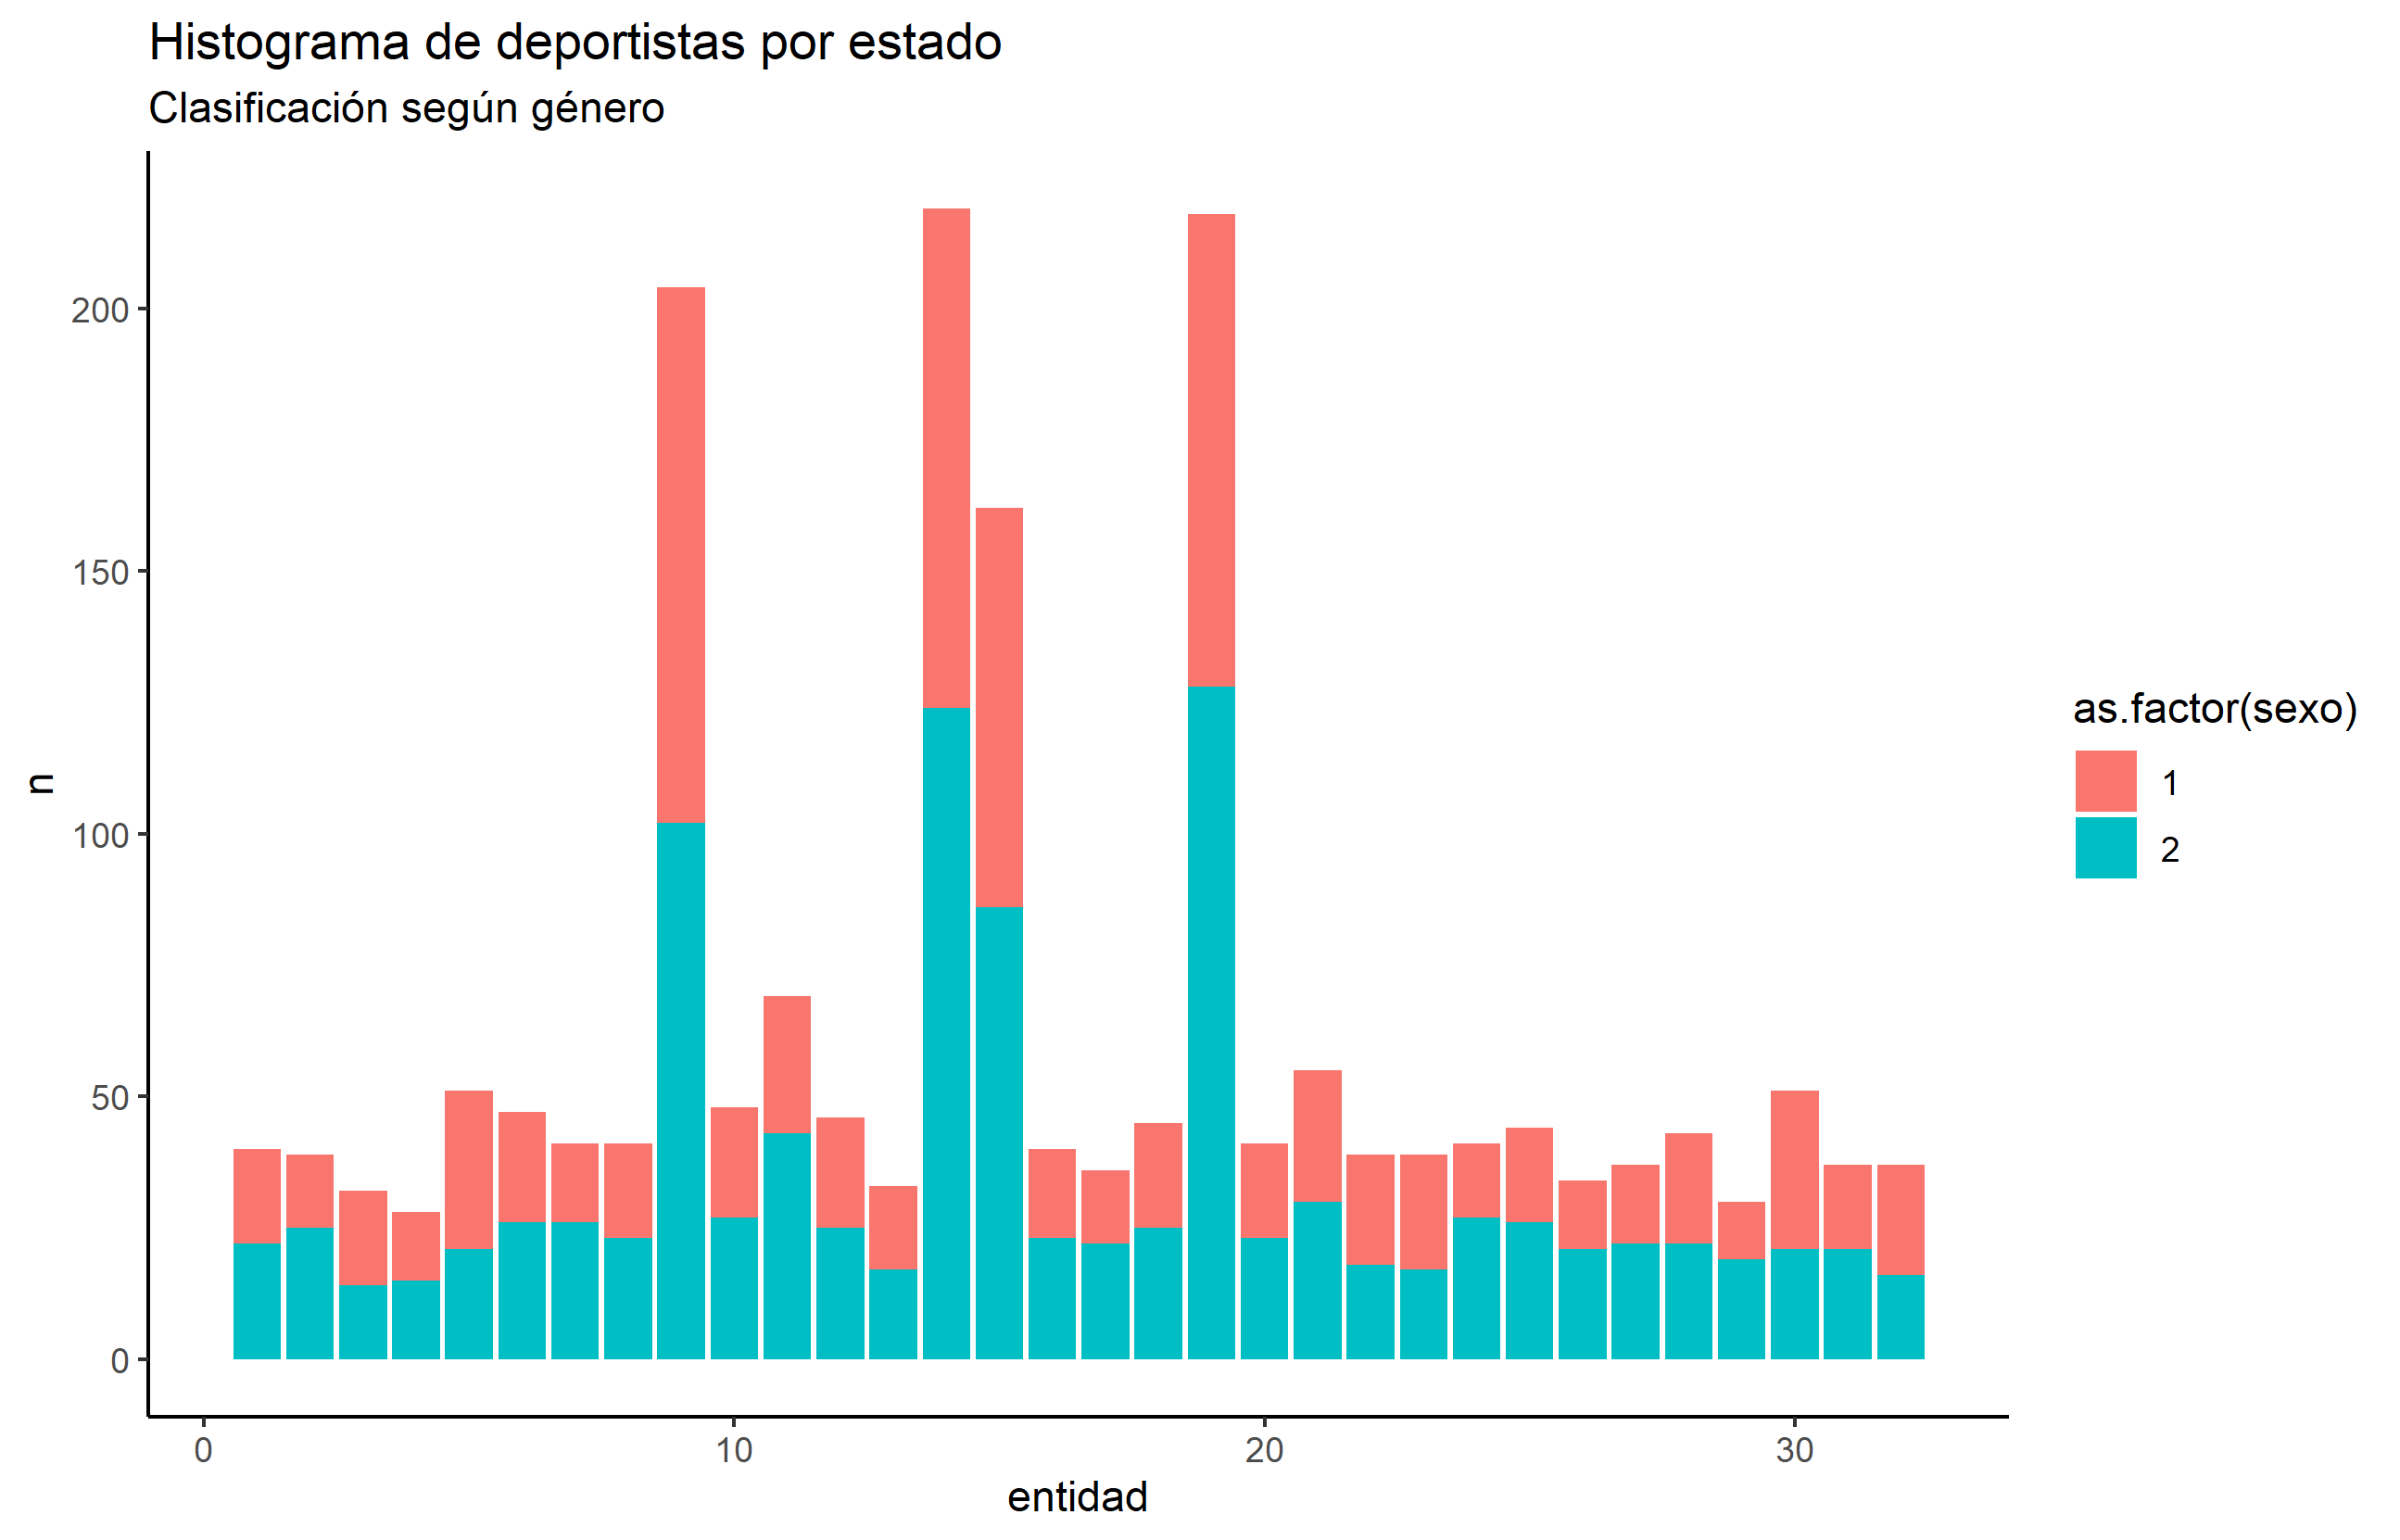 Histograma de deportistas por estado
Clasificación según género
n
200
150
100
50
0
0 10 20 30
entidad
as.factor(sexo)
1
2